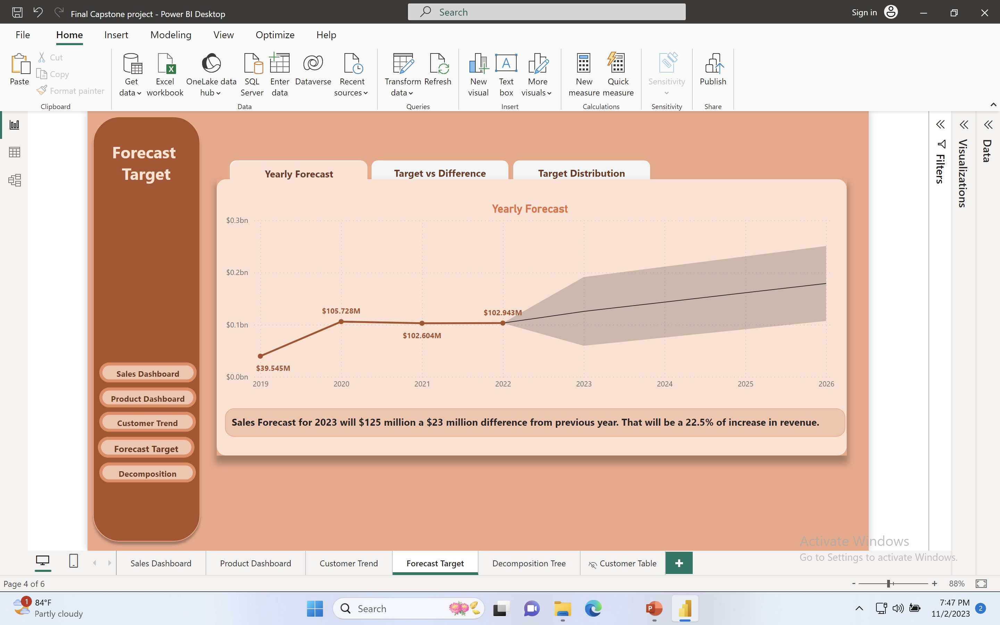 Final Capstone project - Power BI Desktop
Search
Sign in
File Home Insert Modeling View Optimize Help
Paste
Cut
Copy
Format painter
Clipboard
Get data
Excel workbook
OneLake data hub
SQL Server
Enter data
Dataverse
Recent sources
Data
Transform data
Refresh
Queries
New visual
Text box
More visuals
Insert
New measure
Quick measure
Calculations
Sensitivity
Sensitivity
Publish
Share
Forecast
Target
Sales Dashboard
Product Dashboard
Customer Trend
Forecast Target
Decomposition
Yearly Forecast
Target vs Difference
Target Distribution
Yearly Forecast
$0.3bn
$0.2bn
$0.1bn
$0.0bn
$39.545M
$105.728M
$102.604M
$102.943M
2019 2020 2021 2022 2023 2024 2025 2026
Sales Forecast for 2023 will $125 million a $23 million difference from previous year. That will be a 22.5% of increase in revenue.
Filters
Visualizations
Data
Activate Windows
Go to Settings to activate Windows.
Sales Dashboard
Product Dashboard
Customer Trend
Forecast Target
Decomposition Tree
Customer Table
+
Page 4 of 6
- + 88%
1
84°F
Partly cloudy
Search
7:47 PM
11/2/2023
2